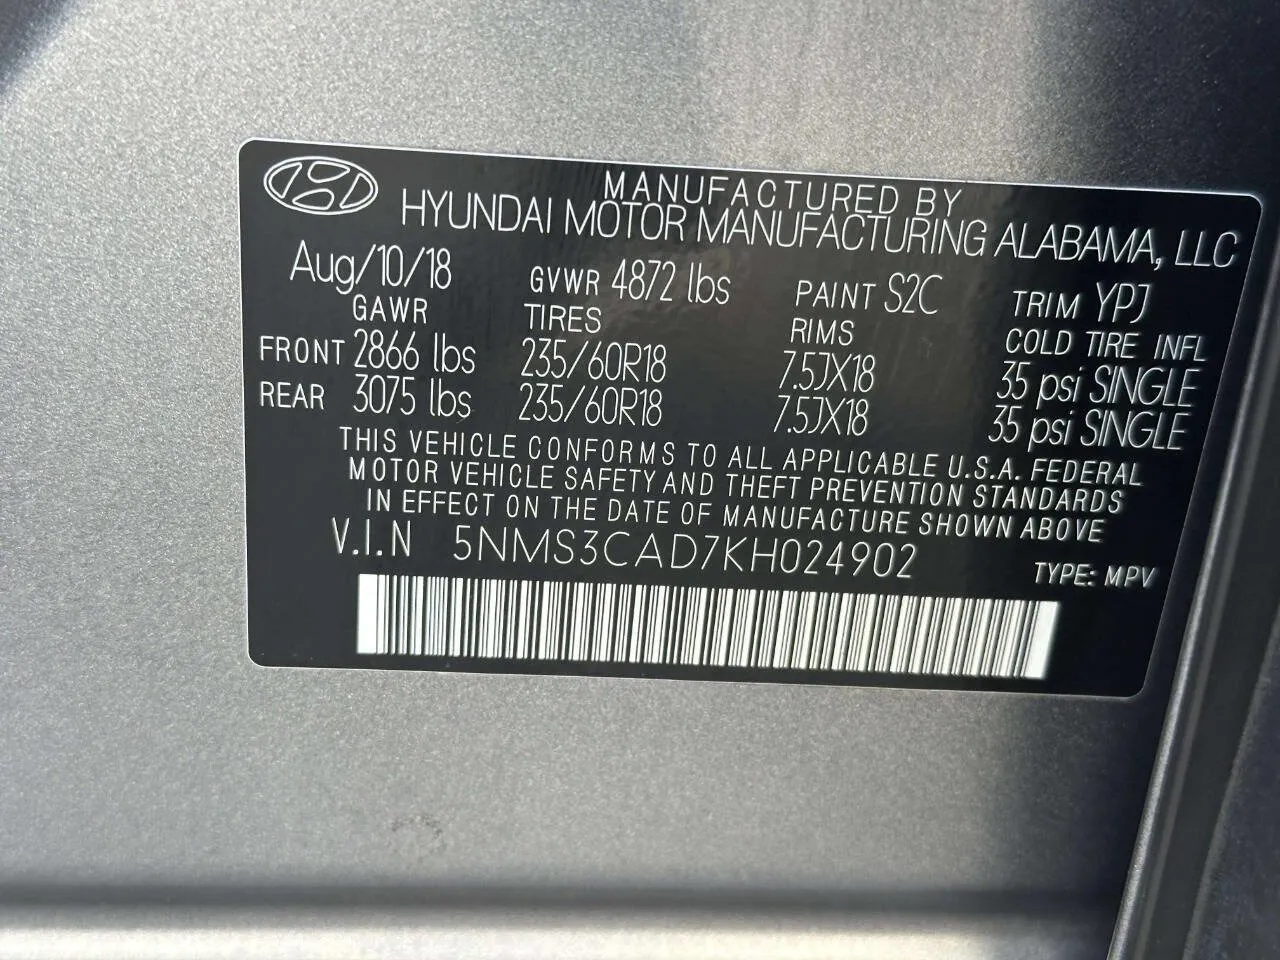 MANUFACTURED BY
HYUNDAI MOTOR MANUFACTURING ALABAMA, LLC
Aug/10/18 GVWR 4872 lbs PAINT S2C TRIM YPJ
GAWR TIRES RIMS COLD TIRE INFL
FRONT 2866 lbs 235/60R18 7.5JX18 35 psi SINGLE
REAR 3075 lbs 235/60R18 7.5JX18 35 psi SINGLE
THIS VEHICLE CONFORMS TO ALL APPLICABLE U.S.A. FEDERAL
MOTOR VEHICLE SAFETY AND THEFT PREVENTION STANDARDS
IN EFFECT ON THE DATE OF MANUFACTURE SHOWN ABOVE
V.I.N 5NMS3CAD7KH024902 TYPE: MPV